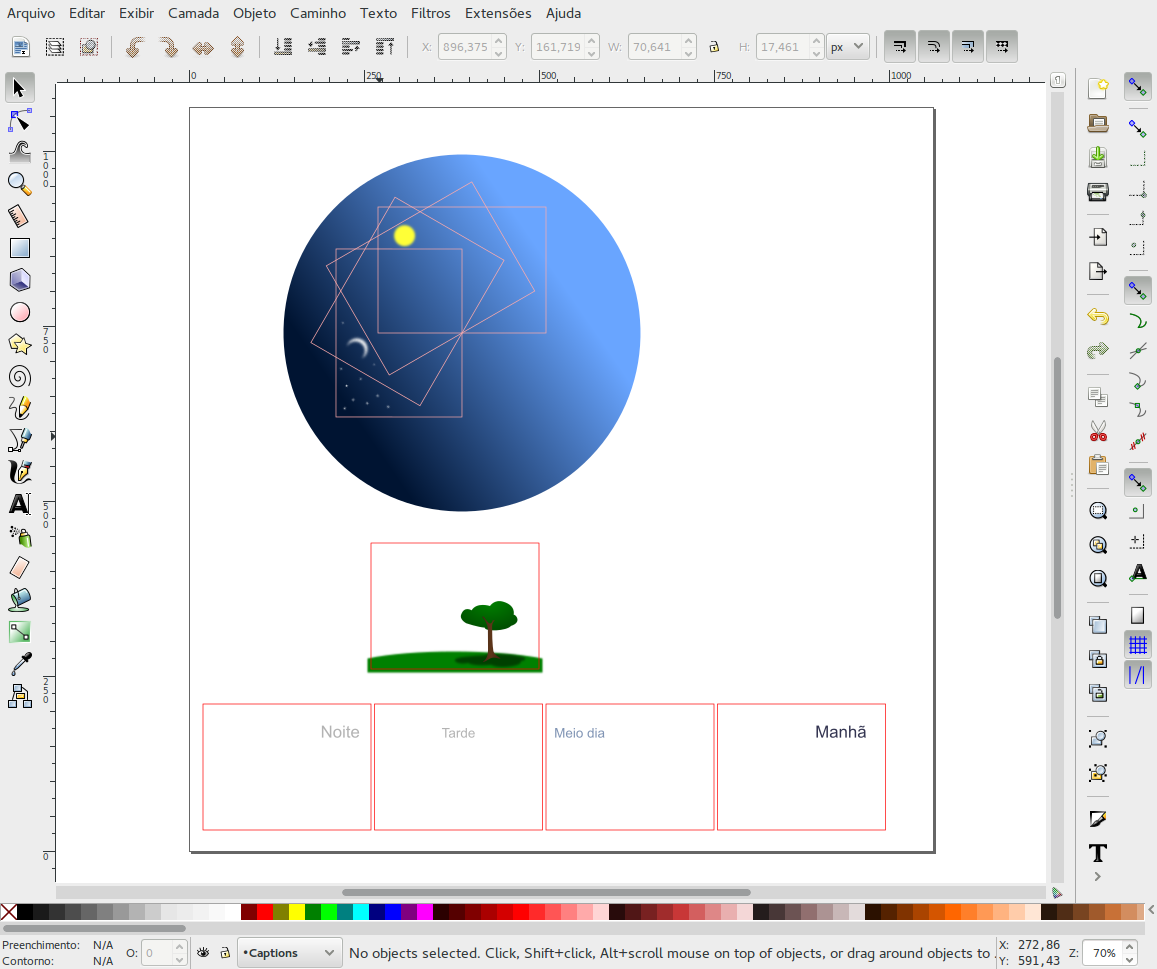 Arquivo Editar Exibir Camada Objeto Caminho Texto Filtros Extensões Ajuda
X: 896,375 Y: 161,719 W: 70,641 H: 17,461 px
0 250 500 750 1000
1000
750
500
250
0
Noite Tarde Meio dia Manhã
Preenchimento: N/A
Contorno: N/A
O: 0
•Captions
No objects selected. Click, Shift+click, Alt+scroll mouse on top of objects, or drag around objects to
X: 272,86
Y: 591,43
Z: 70%